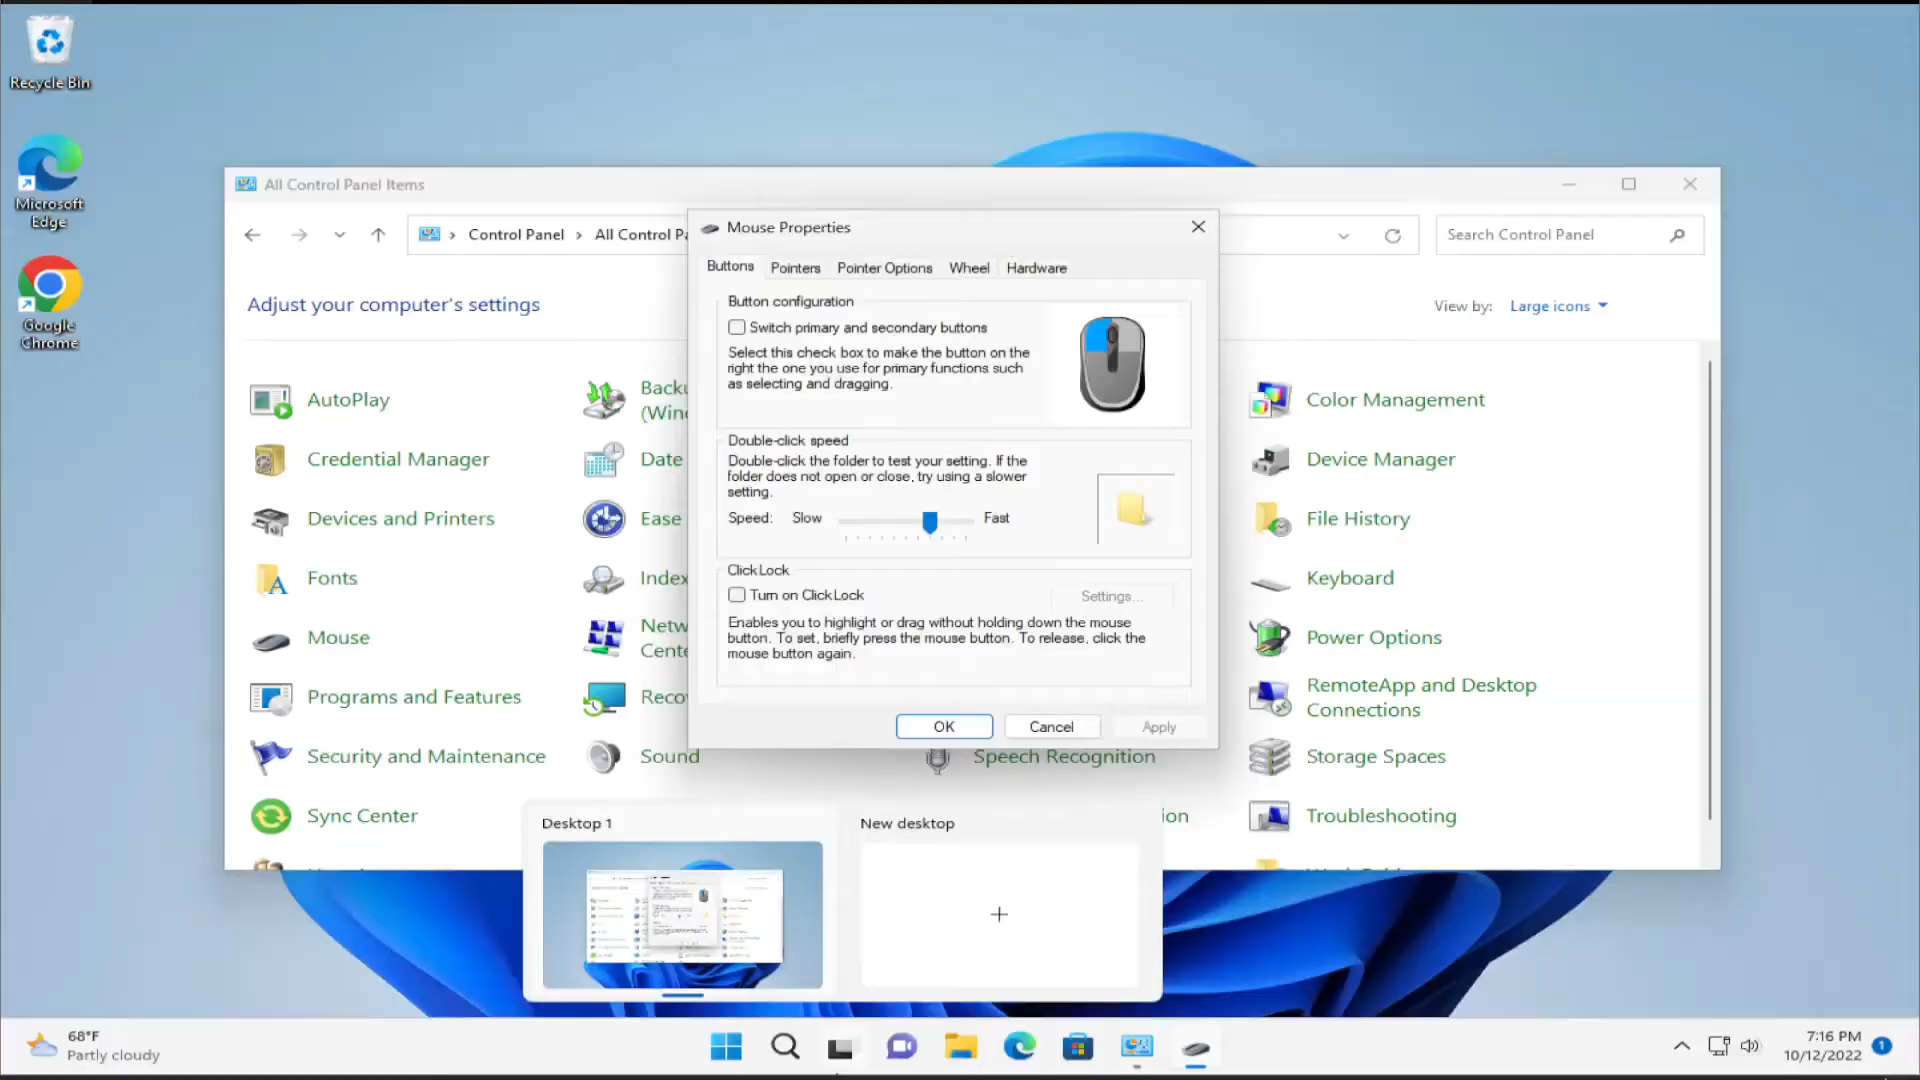 Recycle Bin
Microsoft
Edge
Google
Chrome
All Control Panel Items
Control Panel
All Control
Search Control Panel
Adjust your computer's settings
View by:
Large icons
AutoPlay
Credential Manager
Devices and Printers
Fonts
Mouse
Programs and Features
Security and Maintenance
Sync Center
Date
Ease
Sound
Speech Recognition
Color Management
Device Manager
File History
Keyboard
Power Options
RemoteApp and Desktop
Connections
Storage Spaces
Troubleshooting
Mouse Properties
Buttons
Pointers
Pointer Options
Wheel
Hardware
Button configuration
Switch primary and secondary buttons
Select this check box to make the button on the
right the one you use for primary functions such
as selecting and dragging.
Double-click speed
Double-click the folder to test your setting. If the
folder does not open or close, try using a slower
setting.
Speed: Slow Fast
ClickLock
Turn on ClickLock
Settings...
Enables you to highlight or drag without holding down the mouse
button. To set, briefly press the mouse button. To release, click the
mouse button again.
OK
Cancel
Apply
Desktop 1
New desktop
68°F
Partly cloudy
7:16 PM
10/12/2022
1